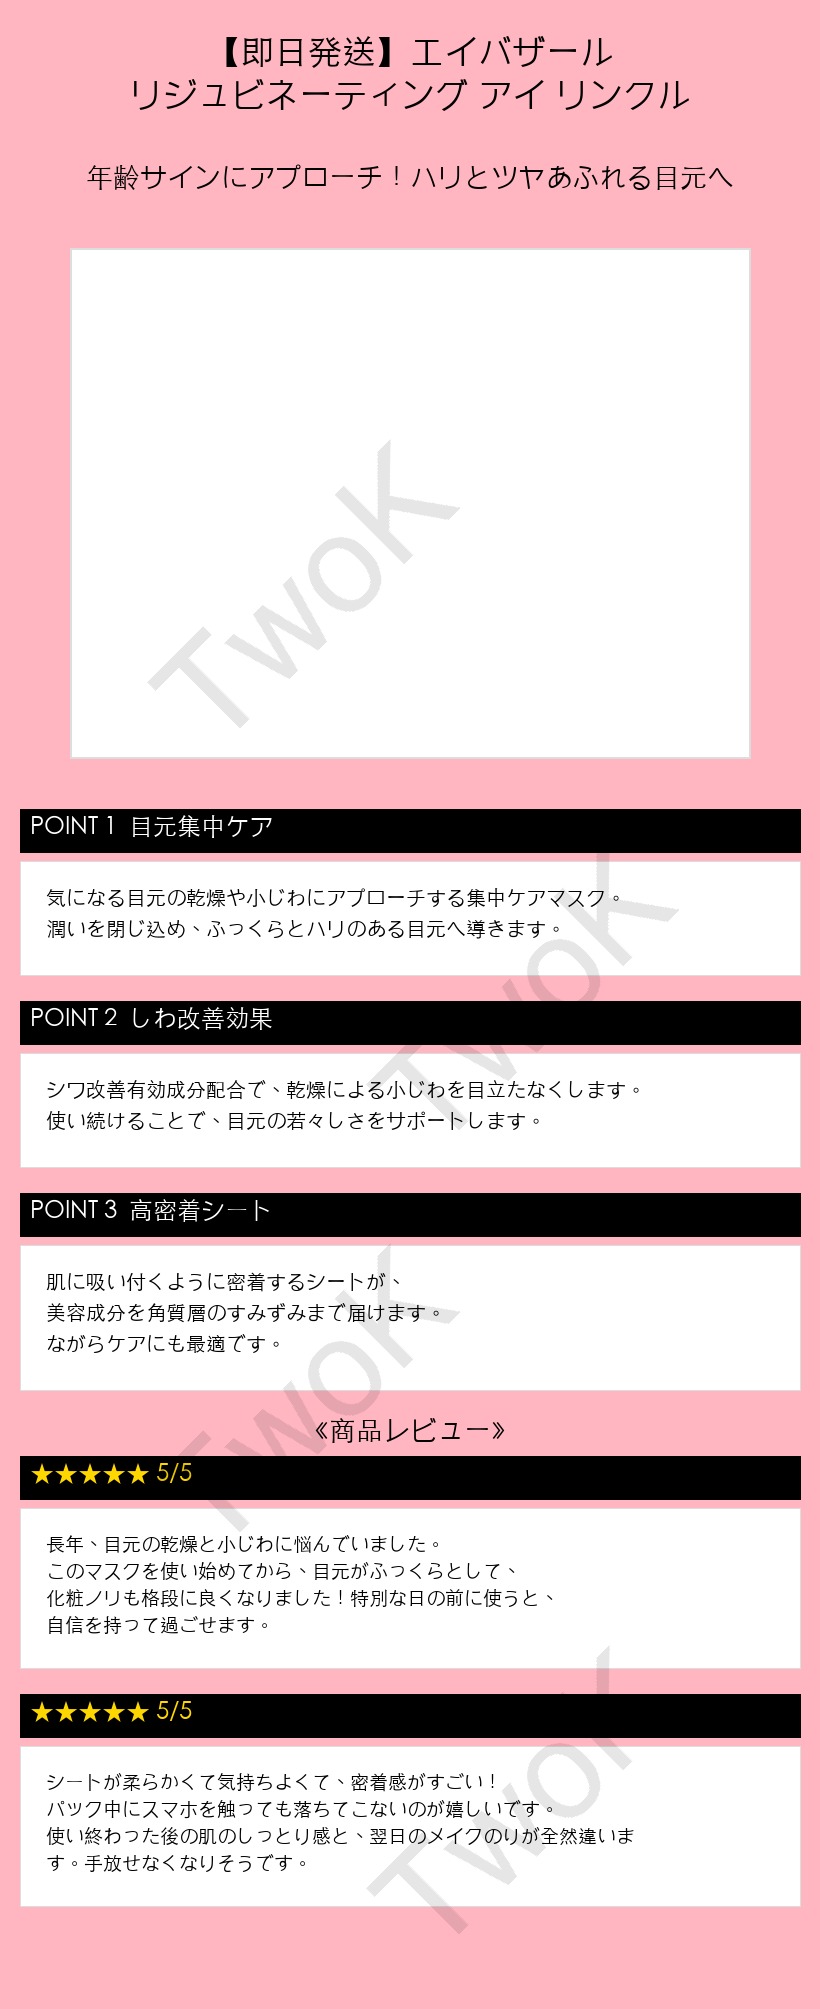 【即日発送】エイバザール
リジュビネーティング アイ リンクル
年齢サインにアプローチ！ハリとツヤあふれる目元へ
TwoK
POINT 1 目元集中ケア
気になる目元の乾燥や小じわにアプローチする集中ケアマスク。
潤いを閉じ込め、ふっくらとハリのある目元へ導きます。
TwoK
POINT 2 しわ改善効果
シワ改善有効成分配合で、乾燥による小じわを目立たなくします。
使い続けることで、目元の若々しさをサポートします。
POINT 3 高密着シート
肌に吸い付くように密着するシートが、
美容成分を角質層のすみずみまで届けます。
ながらケアにも最適です。
TwoK
《商品レビュー》
★★★★★ 5/5
長年、目元の乾燥と小じわに悩んでいました。
このマスクを使い始めてから、目元がふっくらとして、
化粧ノリも格段に良くなりました！特別な日の前に使うと、
自信を持って過ごせます。
★★★★★ 5/5
シートが柔らかくて気持ちよくて、密着感がすごい！
パック中にスマホを触っても落ちてこないのが嬉しいです。
使い終わった後の肌のしっとり感と、翌日のメイクのりが全然違いま
す。手放せなくなりそうです。
TwoK